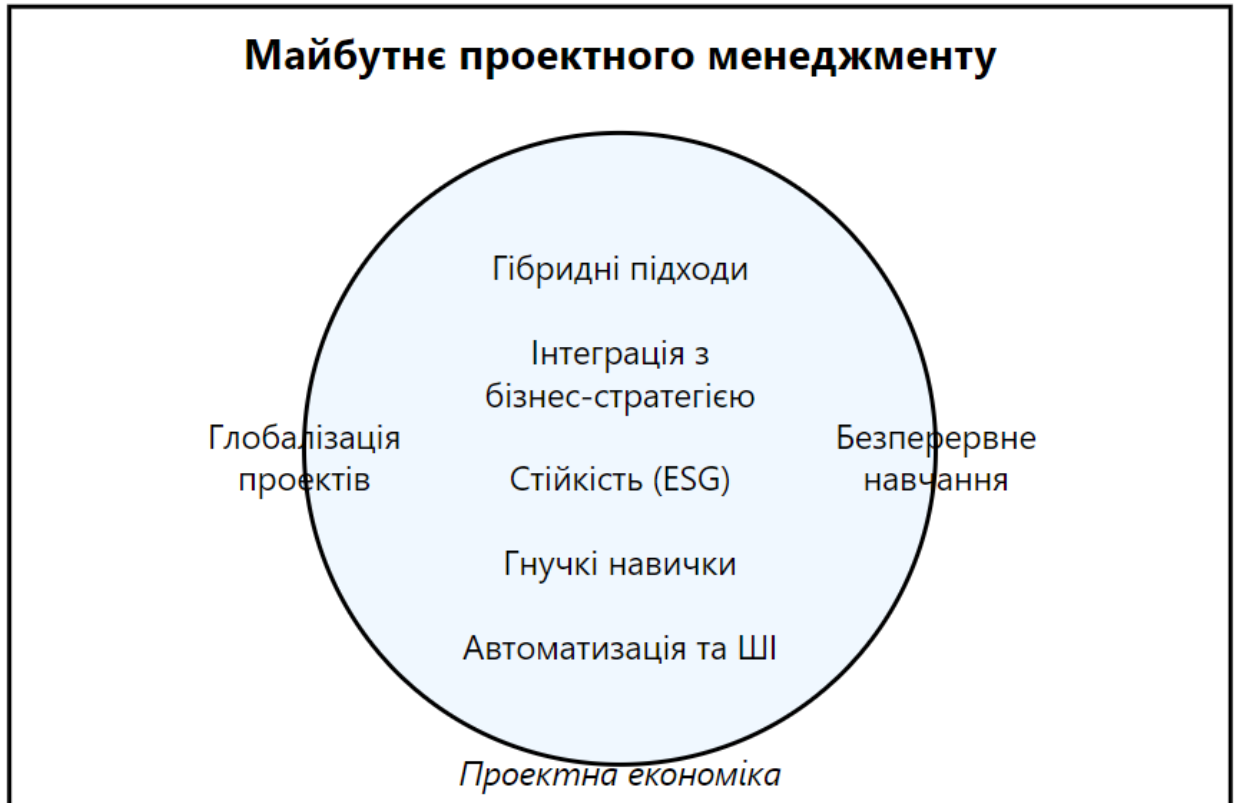 Майбутнє проектного менеджменту
Гібридні підходи
Інтеграція з
бізнес-стратегією
Глобалізація
проектів
Стійкість (ESG)
Безперервне
навчання
Гнучкі навички
Автоматизація та ШІ
Проектна економіка